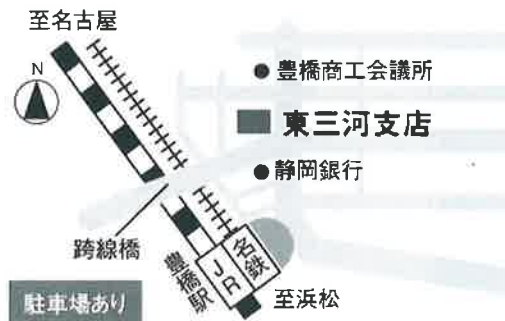 至名古屋
N
豊橋商工会議所
東三河支店
静岡銀行
跨線橋
豊橋駅
JR
名鉄
至浜松
駐車場あり